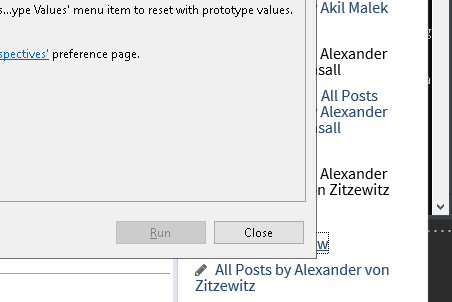 s...ype Values' menu item to reset with prototype values.
spectives' preference page.
Run
Close
Akil Malek
Alexander
sall
All Posts
Alexander
sall
Alexander
n Zitzewitz
w
All Posts by Alexander von
Zitzewitz